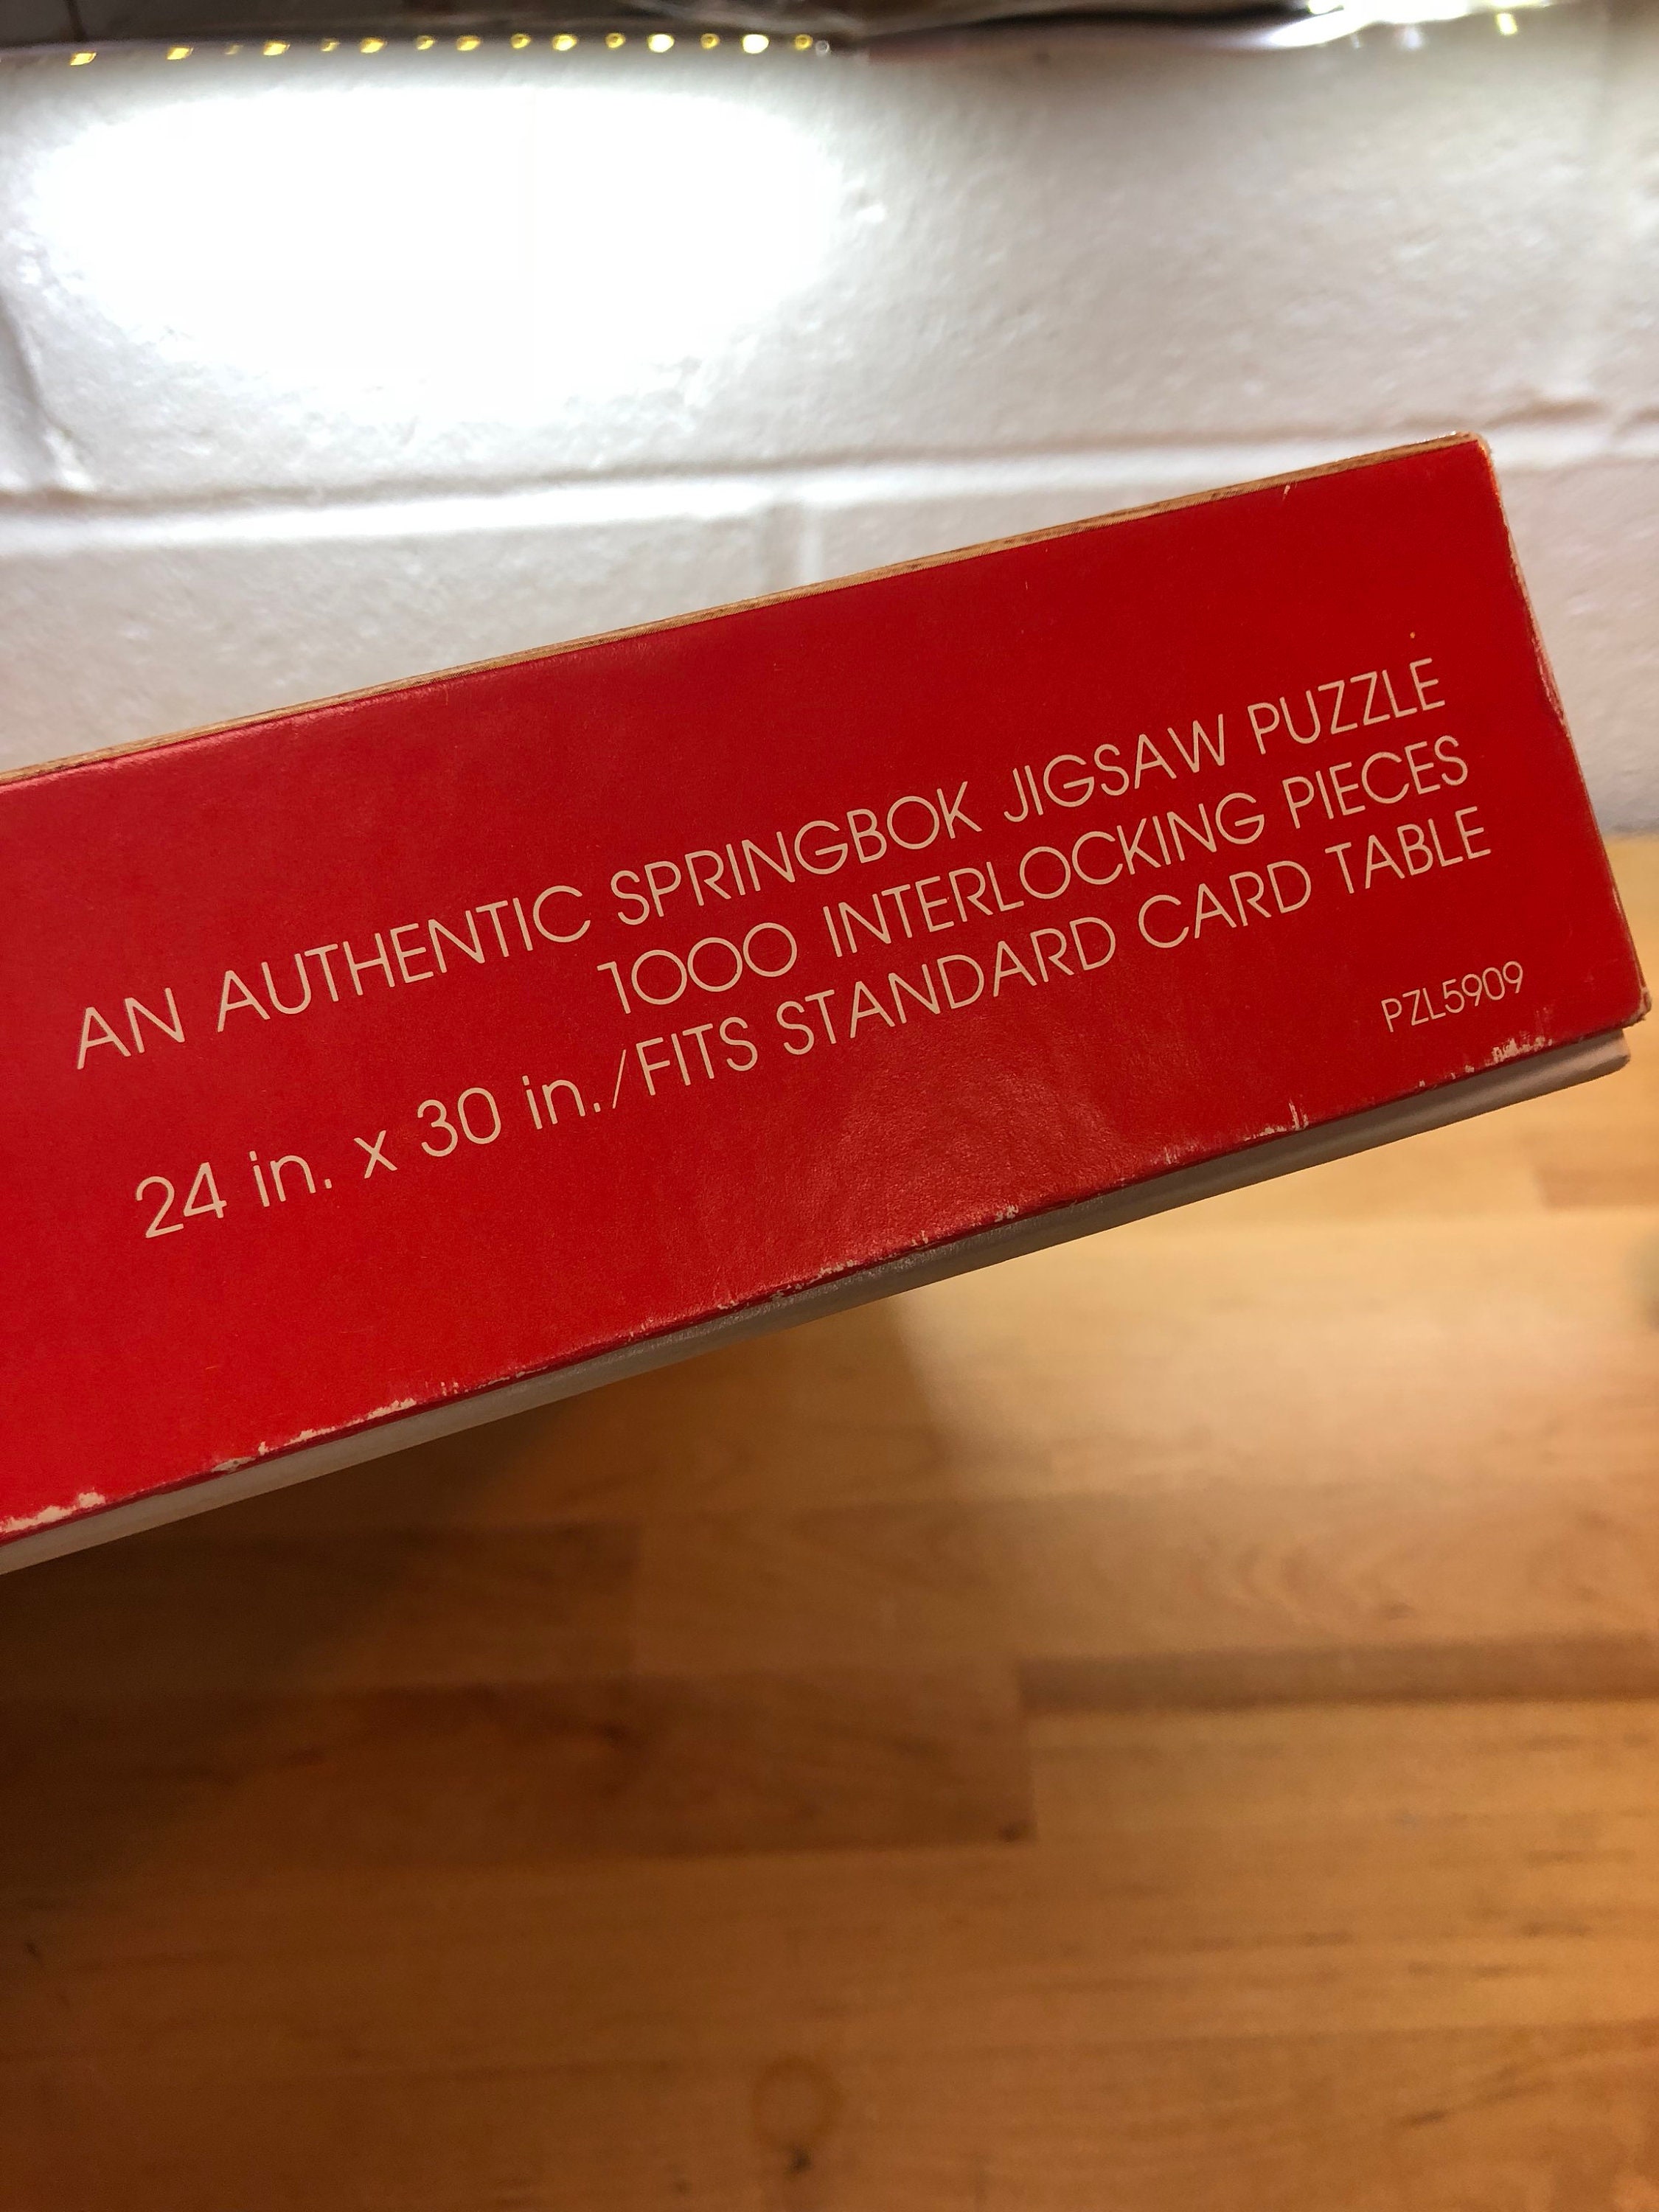 AN AUTHENTIC SPRINGBOK JIGSAW PUZZLE
1000 INTERLOCKING PIECES
24 in. x 30 in./FITS STANDARD CARD TABLE
PZL5909